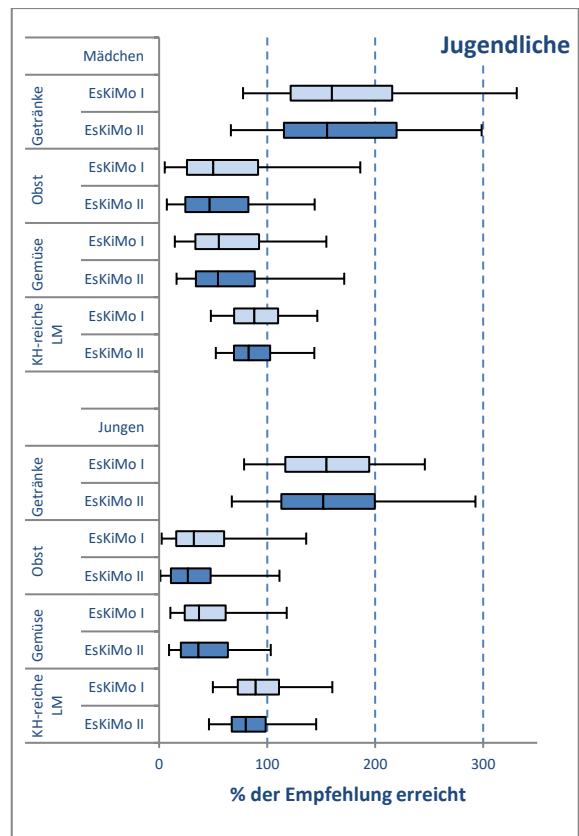 Jugendliche
Mädchen
Getränke
EsKiMo I
EsKiMo II
Obst
EsKiMo I
EsKiMo II
Gemüse
EsKiMo I
EsKiMo II
KH-reiche
LM
EsKiMo I
EsKiMo II
Jungen
Getränke
EsKiMo I
EsKiMo II
Obst
EsKiMo I
EsKiMo II
Gemüse
EsKiMo I
EsKiMo II
KH-reiche
LM
EsKiMo I
EsKiMo II
0 100 200 300
% der Empfehlung erreicht